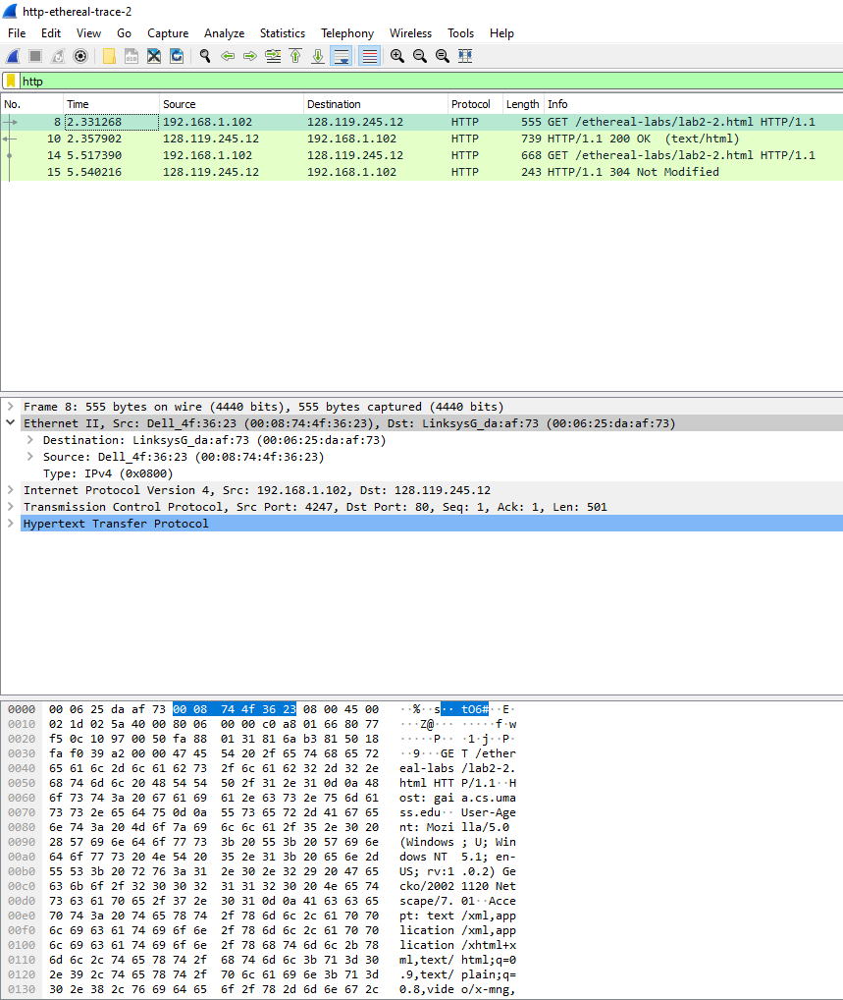 http-ethereal-trace-2
File Edit View Go Capture Analyze Statistics Telephony Wireless Tools Help
http
No. Time Source Destination Protocol Length Info
8 2.331268 192.168.1.102 128.119.245.12 HTTP 555 GET /ethereal-labs/lab2-2.html HTTP/1.1
10 2.357902 128.119.245.12 192.168.1.102 HTTP 739 HTTP/1.1 200 OK  (text/html)
14 5.517390 192.168.1.102 128.119.245.12 HTTP 668 GET /ethereal-labs/lab2-2.html HTTP/1.1
15 5.540216 128.119.245.12 192.168.1.102 HTTP 243 HTTP/1.1 304 Not Modified
Frame 8: 555 bytes on wire (4440 bits), 555 bytes captured (4440 bits)
Ethernet II, Src: Dell_4f:36:23 (00:08:74:4f:36:23), Dst: LinksysG_da:af:73 (00:06:25:da:af:73)
Destination: LinksysG_da:af:73 (00:06:25:da:af:73)
Source: Dell_4f:36:23 (00:08:74:4f:36:23)
Type: IPv4 (0x0800)
Internet Protocol Version 4, Src: 192.168.1.102, Dst: 128.119.245.12
Transmission Control Protocol, Src Port: 4247, Dst Port: 80, Seq: 1, Ack: 1, Len: 501
Hypertext Transfer Protocol
0000 00 06 25 da af 73 00 08 74 4f 36 23 08 00 45 00 ··%··s·· tO6#··E·
0010 02 1d 02 5a 40 00 80 06 00 00 c0 a8 01 66 80 77 ···Z@··· ·····f·w
0020 f5 0c 10 97 00 50 fa 88 01 31 81 6a b3 81 50 18 ·····P·· ·1·j··P·
0030 fa f0 39 a2 00 00 47 45 54 20 2f 65 74 68 65 72 ··9···GE T /ether
0040 65 61 6c 2d 6c 61 62 73 2f 6c 61 62 32 2d 32 2e eal-labs /lab2-2.
0050 68 74 6d 6c 20 48 54 54 50 2f 31 2e 31 0d 0a 48 html HTT P/1.1··H
0060 6f 73 74 3a 20 67 61 69 61 2e 63 73 2e 75 6d 61 ost: gai a.cs.uma
0070 73 73 2e 65 64 75 0d 0a 55 73 65 72 2d 41 67 65 ss.edu·· User-Age
0080 6e 74 3a 20 4d 6f 7a 69 6c 6c 61 2f 35 2e 30 20 nt: Mozi lla/5.0
0090 28 57 69 6e 64 6f 77 73 3b 20 55 3b 20 57 69 6e (Windows ; U; Win
00a0 64 6f 77 73 20 4e 54 20 35 2e 31 3b 20 65 6e 2d dows NT  5.1; en-
00b0 55 53 3b 20 72 76 3a 31 2e 30 2e 32 29 20 47 65 US; rv:1 .0.2) Ge
00c0 63 6b 6f 2f 32 30 30 32 31 31 32 30 20 4e 65 74 cko/2002 1120 Net
00d0 73 63 61 70 65 2f 37 2e 30 31 0d 0a 41 63 63 65 scape/7. 01··Acce
00e0 70 74 3a 20 74 65 78 74 2f 78 6d 6c 2c 61 70 70 pt: text /xml,app
00f0 6c 69 63 61 74 69 6f 6e 2f 78 6d 6c 2c 61 70 70 lication /xml,app
0100 6c 69 63 61 74 69 6f 6e 2f 78 68 74 6d 6c 2b 78 lication /xhtml+x
0110 6d 6c 2c 74 65 78 74 2f 68 74 6d 6c 3b 71 3d 30 ml,text/ html;q=0
0120 2e 39 2c 74 65 78 74 2f 70 6c 61 69 6e 3b 71 3d .9,text/ plain;q=
0130 30 2e 38 2c 76 69 64 65 6f 2f 78 2d 6d 6e 67 2c 0.8,vide o/x-mng,